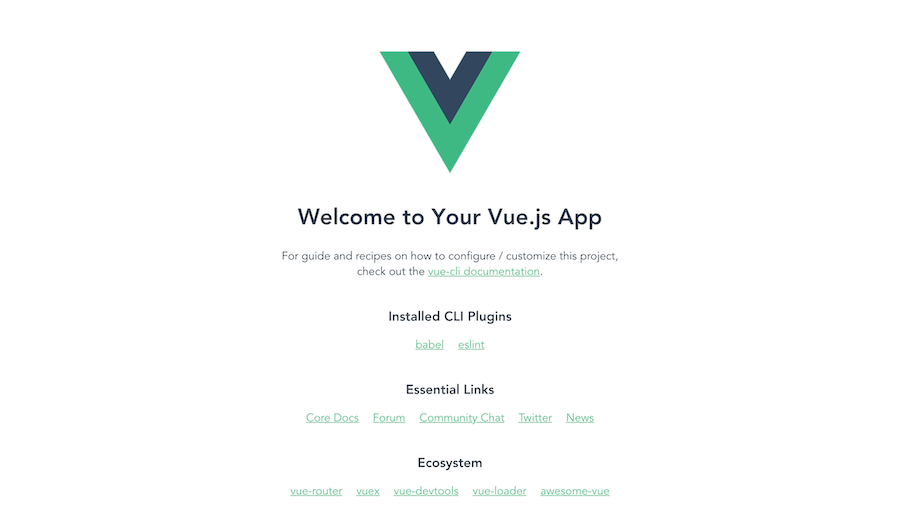 Welcome to Your Vue.js App
For guide and recipes on how to configure / customize this project,
check out the vue-cli documentation.
Installed CLI Plugins
babel eslint
Essential Links
Core Docs Forum Community Chat Twitter News
Ecosystem
vue-router vuex vue-devtools vue-loader awesome-vue